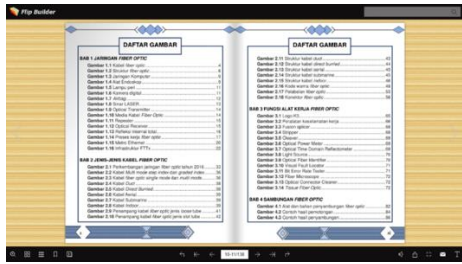 Flip Builder
DAFTAR GAMBAR
BAB 1 JARINGAN FIBER OPTIC
Gambar 1.1 Kabel fiber optic
Gambar 1.2 Struktur fiber optic
Gambar 1.3 Jaringan Komputer
Gambar 1.4 Alat Endoskop
Gambar 1.5 Lampu pari
Gambar 1.6 Kamera digital
Gambar 1.7
Gambar 1.8 Sinar LASER
Gambar 1.9 Optical Transmitter
Gambar 1.10 Media Kabel Fiber Optic
Gambar 1.11 Repeater
Gambar 1.12 Optical Receiver
Gambar 1.13 Refleksi internal total
Gambar 1.14 Proses kerja fiber optic
Gambar 1.15 Metro Ethernet
Gambar 1.16 Infrastruktur FTTx
BAB 2 JENIS-JENIS KABEL FIBER OPTIC
Gambar 2.1 Perkembangan jaringan fiber optic tahun
Gambar 2.2 Kabel Multi mode step index dan graded index
Gambar 2.3 Kabel fiber optic single mode dan multi mode
Gambar 2.4 Kabel Duct
Gambar 2.5 Kabel Direct Burried
Gambar 2.6 Kabel Aerial
Gambar 2.7 Kabel Submarine
Gambar 2.8 Kabel Indoor
Gambar 2.9 Penampang kabel fiber optic jenis loose tube
Gambar 2.10 Penampang kabel fiber optic jenis slot tube
DAFTAR GAMBAR
Gambar 2.11 Struktur kabel duct
Gambar 2.12 Struktur kabel direct burried
Gambar 2.13 Struktur kabel aerial
Gambar 2.14 Struktur kabel submarine
Gambar 2.15 Struktur kabel indoor
Gambar 2.16 Kode warna fiber optic
Gambar 2.17 Pelabelan fiber optic
Gambar 2.18 Konektor fiber optic
BAB 3 FUNGSI ALAT KERJA FIBER OPTIC
Gambar 3.1 Logo K3
Gambar 3.2 Peralatan keselamatan kerja
Gambar 3.3 Fusion splicer
Gambar 3.4 Stripper
Gambar 3.5 Cleaver
Gambar 3.6 Optical Power Meter
Gambar 3.7 Optical Time Domain Reflectometer
Gambar 3.8 Light Source
Gambar 3.9 Optical Fiber Identifier
Gambar 3.10 Visual Fault Locator
Gambar 3.11 Bit Error Rate Tester
Gambar 3.12 Fiber Microscope
Gambar 3.13 Optical Connector Cleaner
Gambar 3.14 Tissue Fiber Optic
BAB 4 SAMBUNGAN FIBER OPTIC
Gambar 4.1 Alat dan bahan penyambungan fiber optic
Gambar 4.2 Contoh hasil pemotongan
Gambar 4.3 Contoh hasil penyambungan
10-11/136